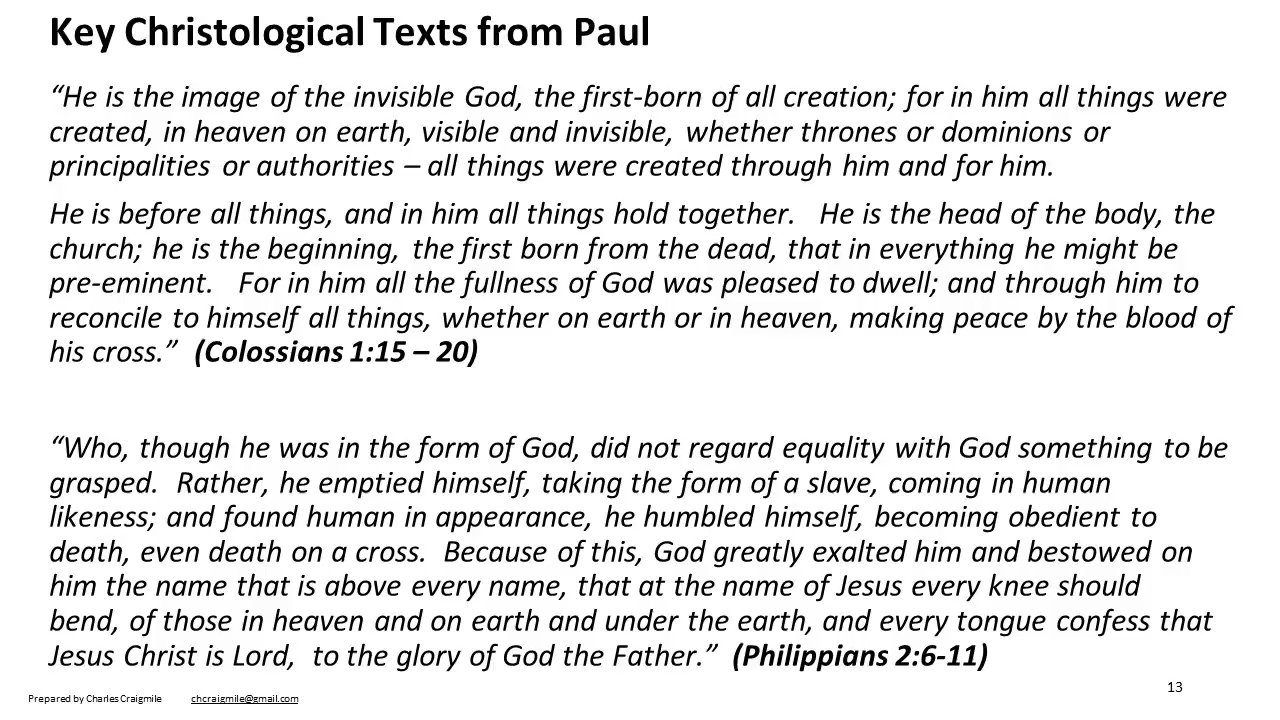 Key Christological Texts from Paul
“He is the image of the invisible God, the first-born of all creation; for in him all things were
created, in heaven on earth, visible and invisible, whether thrones or dominions or
principalities or authorities – all things were created through him and for him.
He is before all things, and in him all things hold together.   He is the head of the body, the
church; he is the beginning,  the first born from the dead, that in everything he might be
pre-eminent.   For in him all the fullness of God was pleased to dwell; and through him to
reconcile to himself all things, whether on earth or in heaven, making peace by the blood of
his cross.”  (Colossians 1:15 – 20)
“Who, though he was in the form of God, did not regard equality with God something to be
grasped.  Rather, he emptied himself, taking the form of a slave, coming in human
likeness; and found human in appearance, he humbled himself, becoming obedient to
death, even death on a cross.  Because of this, God greatly exalted him and bestowed on
him the name that is above every name, that at the name of Jesus every knee should
bend, of those in heaven and on earth and under the earth, and every tongue confess that
Jesus Christ is Lord,  to the glory of God the Father.”  (Philippians 2:6-11)
Prepared by Charles Craigmile chcraigmile@gmail.com
13